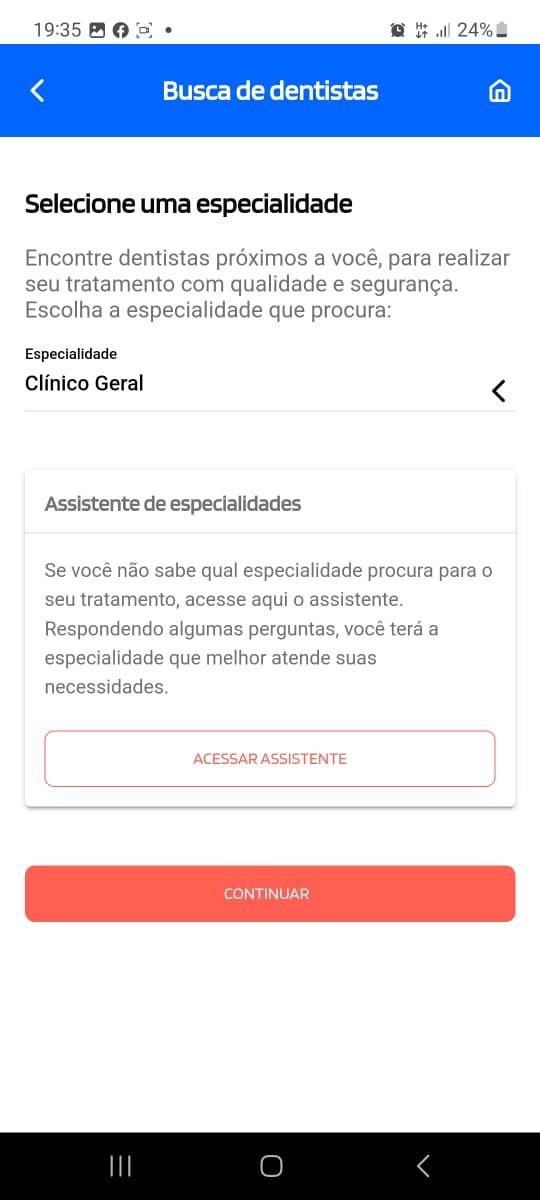 19:35
24%
Busca de dentistas
Selecione uma especialidade
Encontre dentistas próximos a você, para realizar
seu tratamento com qualidade e segurança.
Escolha a especialidade que procura:
Especialidade
Clínico Geral
Assistente de especialidades
Se você não sabe qual especialidade procura para o
seu tratamento, acesse aqui o assistente.
Respondendo algumas perguntas, você terá a
especialidade que melhor atende suas
necessidades.
ACESSAR ASSISTENTE
CONTINUAR